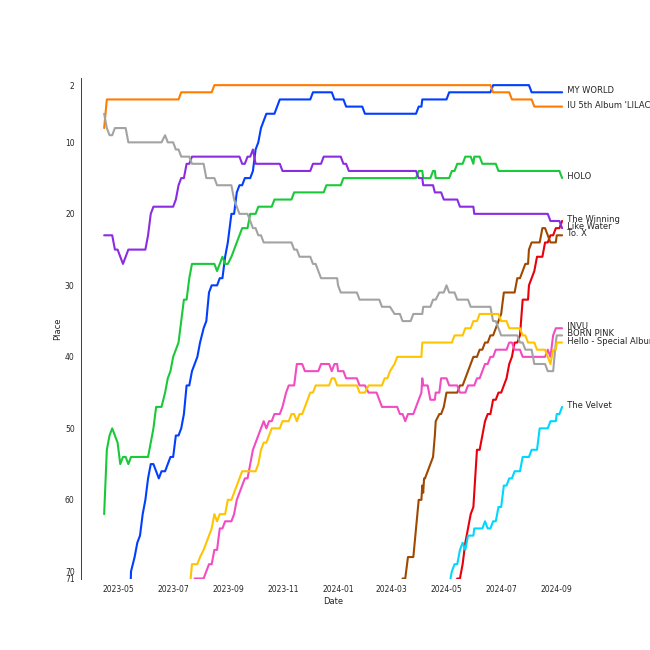 2
10
20
30
40
50
60
70
71
Place
2023-05
2023-07
2023-09
2023-11
2024-01
2024-03
2024-05
2024-07
2024-09
Date
MY WORLD
IU 5th Album 'LILAC
HOLO
The Winning
Like Water
To. X
INVU
BORN PINK
Hello - Special Album
The Velvet